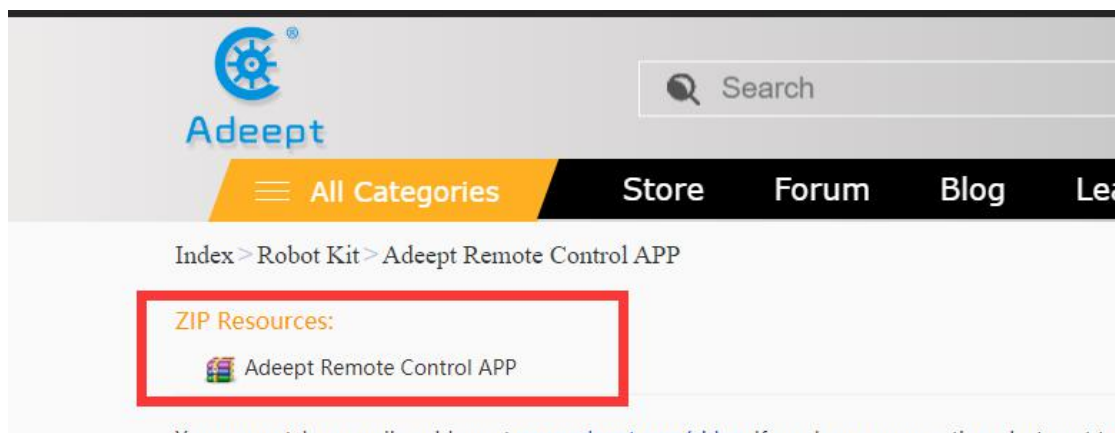 Adeept
®
Search
All Categories
Store Forum Blog
Index > Robot Kit > Adeept Remote Control APP
ZIP Resources:
Adeept Remote Control APP